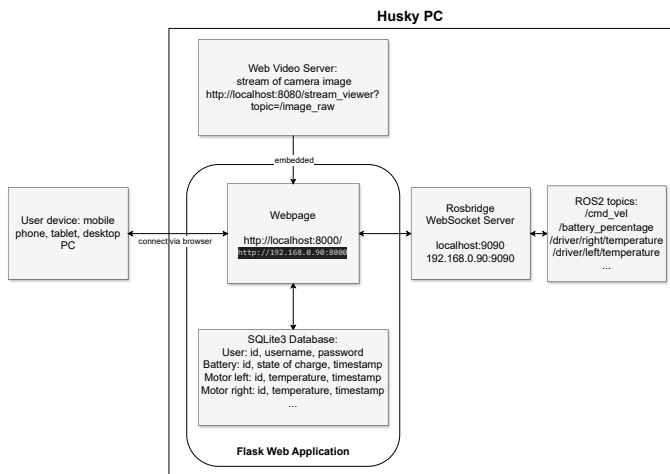 Husky PC
Web Video Server:
stream of camera image
http://localhost:8080/stream_viewer?
topic=/image_raw
embedded
User device: mobile
phone, tablet, desktop
PC
connect via browser
Webpage
http://localhost:8000/
http://192.168.0.90:8000
Rosbridge
WebSocket Server
localhost:9090
192.168.0.90:9090
ROS2 topics:
/cmd_vel
/battery_percentage
/driver/right/temperature
/driver/left/temperature
...
SQLite3 Database:
User: id, username, password
Battery: id, state of charge, timestamp
Motor left: id, temperature, timestamp
Motor right: id, temperature, timestamp
...
Flask Web Application